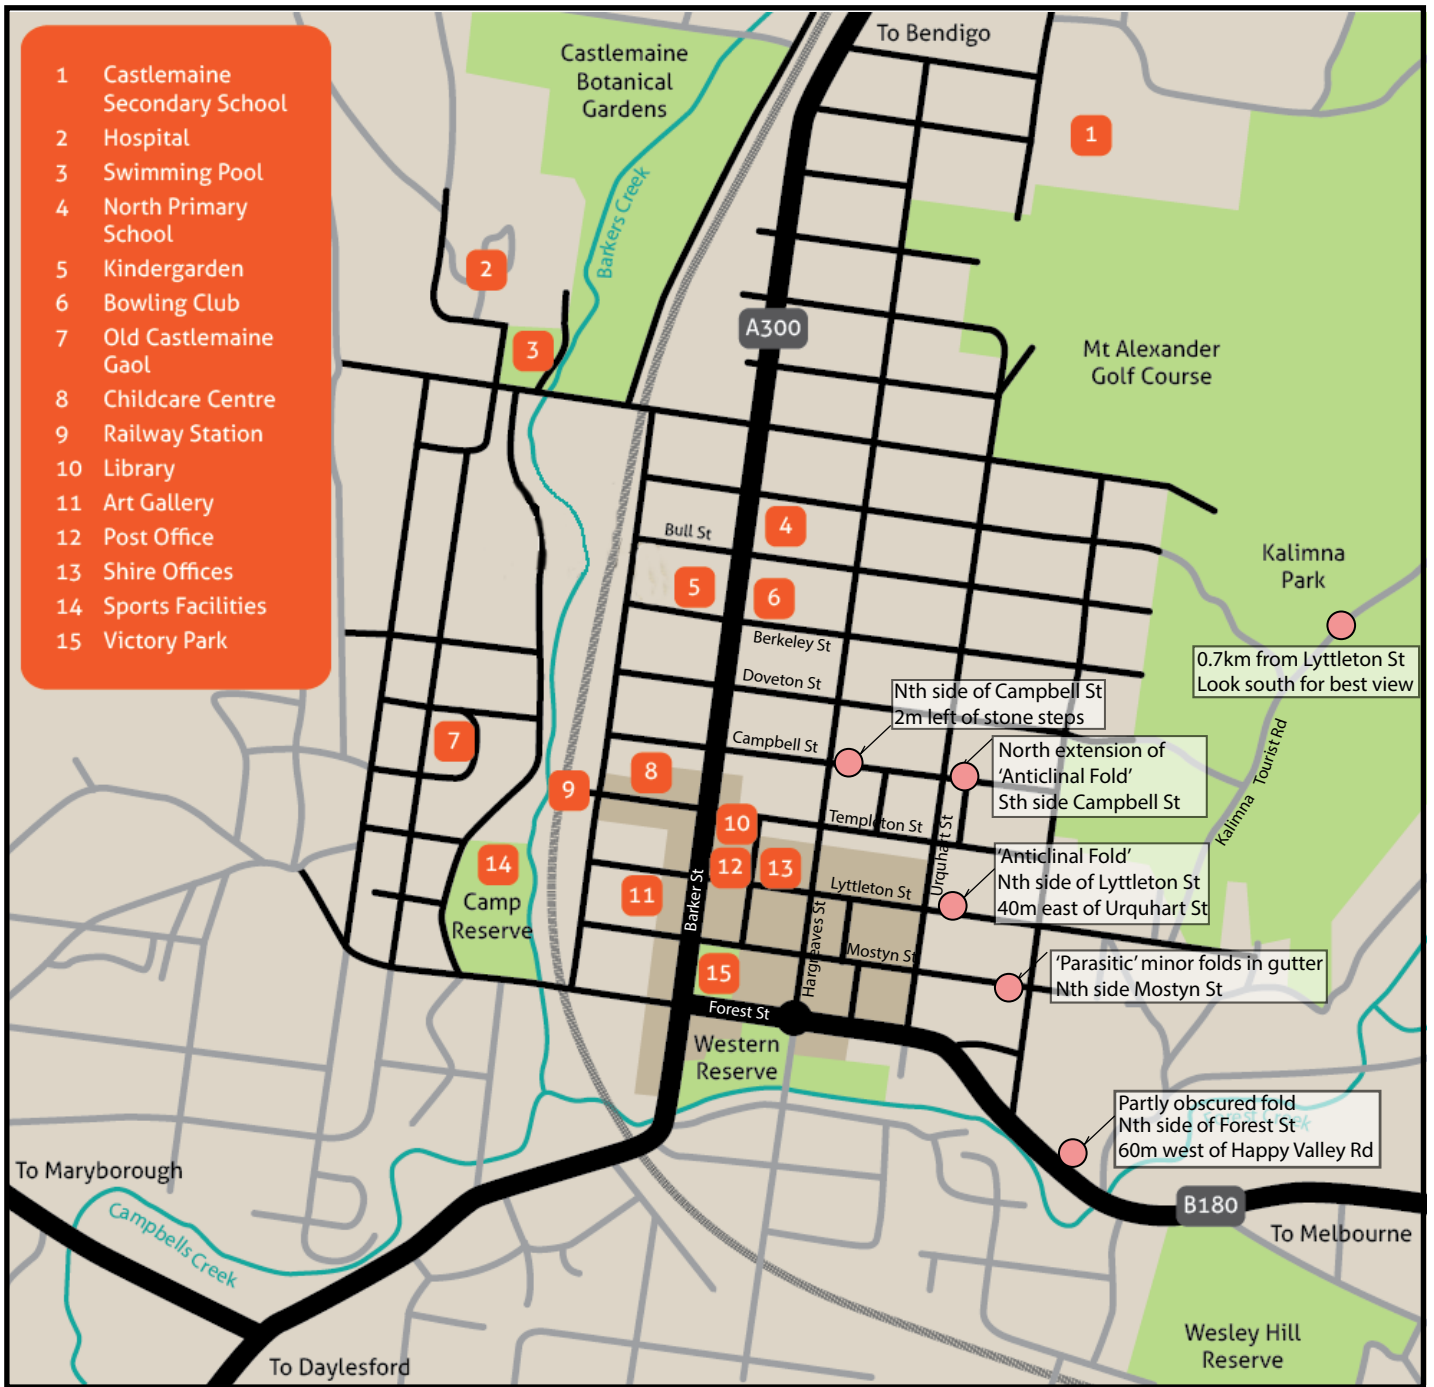 1 Castlemaine
Secondary School
2 Hospital
3 Swimming Pool
4 North Primary
School
5 Kindergarden
6 Bowling Club
7 Old Castlemaine
Gaol
8 Childcare Centre
9 Railway Station
10 Library
11 Art Gallery
12 Post Office
13 Shire Offices
14 Sports Facilities
15 Victory Park
To Bendigo
Castlemaine
Botanical
Gardens
1
Barkers Creek
2
A300
3
Mt Alexander
Golf Course
4
Bull St
Kalimna
Park
5
6
Berkeley St
0.7km from Lyttleton St
Look south for best view
Doveton St
Nth side of Campbell St
2m left of stone steps
Campbell St
7
Kalimna Tourist Rd
North extension of
'Anticlinal Fold'
Sth side Campbell St
8
9
10
Templeton St
Urquhart St
12
13
14
Lyttleton St
'Anticlinal Fold'
Nth side of Lyttleton St
40m east of Urquhart St
11
Barker St
Camp
Reserve
Hargreaves St
Mostyn St
'Parasitic' minor folds in gutter
Nth side Mostyn St
15
Forest St
Western
Reserve
Partly obscured fold
Forest Creek
Nth side of Forest St
60m west of Happy Valley Rd
To Maryborough
B180
To Melbourne
Campbells Creek
Wesley Hill
Reserve
To Daylesford